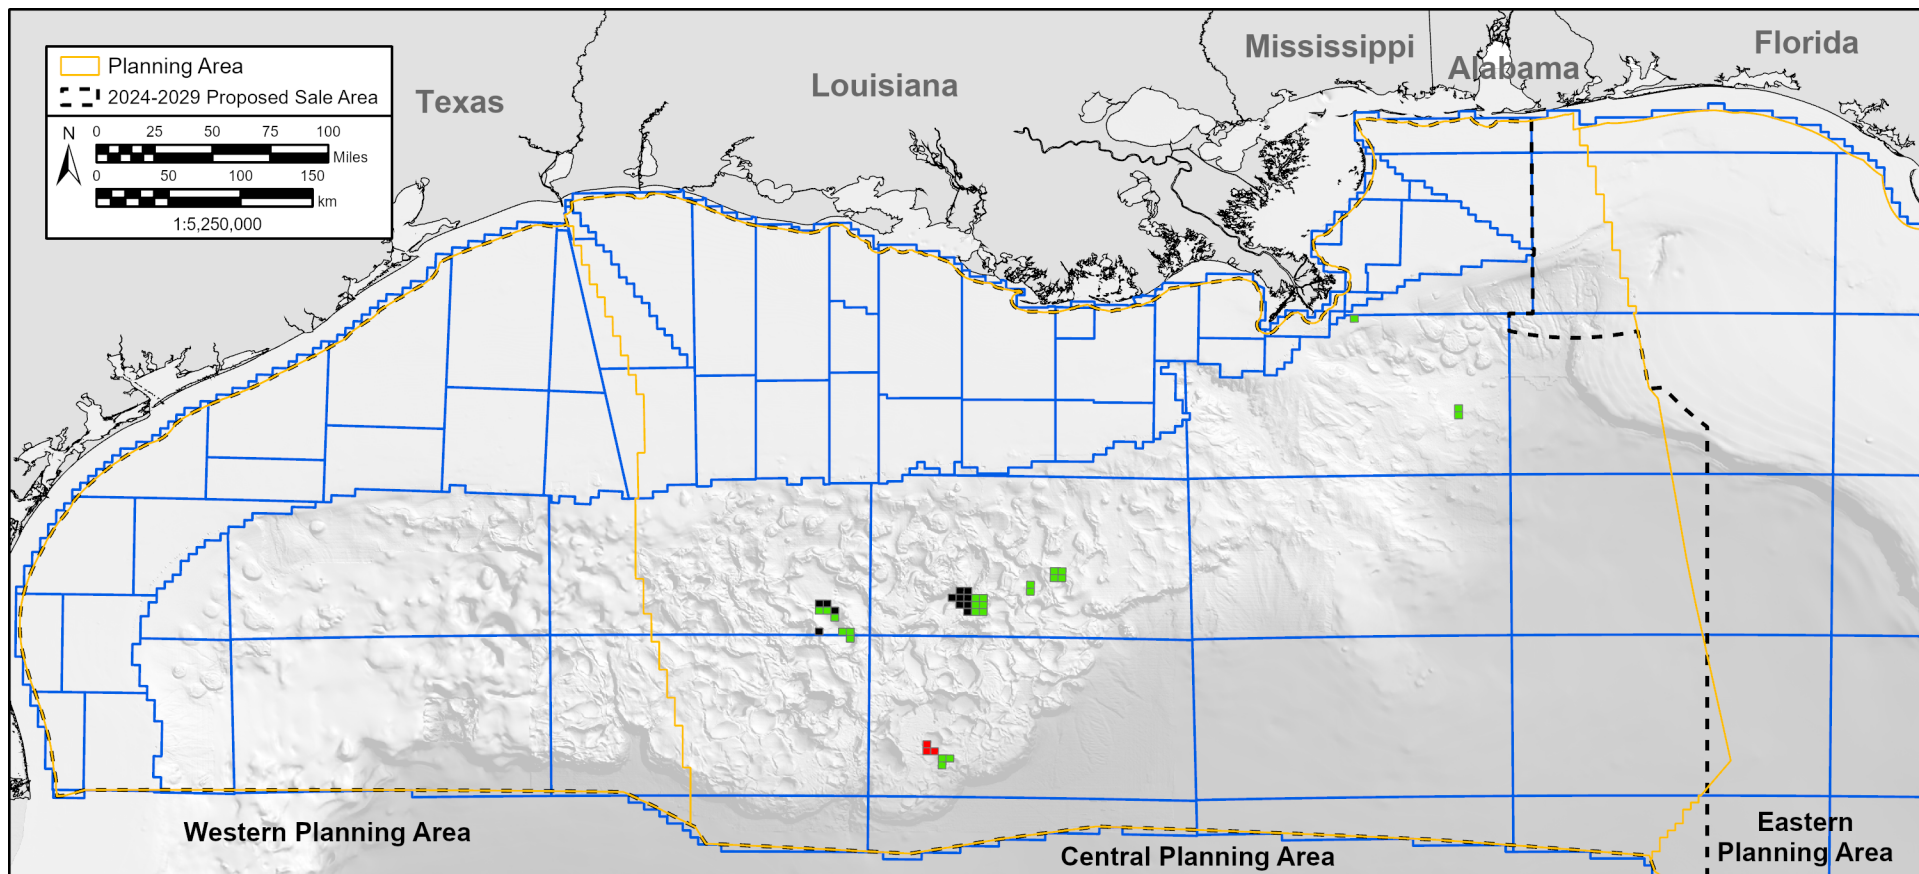 Mississippi
Florida
Alabama
Louisiana
Texas
Planning Area
2024-2029 Proposed Sale Area
N
0 25 50 75 100
Miles
0 50 100 150
km
1:5,250,000
Western Planning Area
Central Planning Area
Eastern
Planning Area